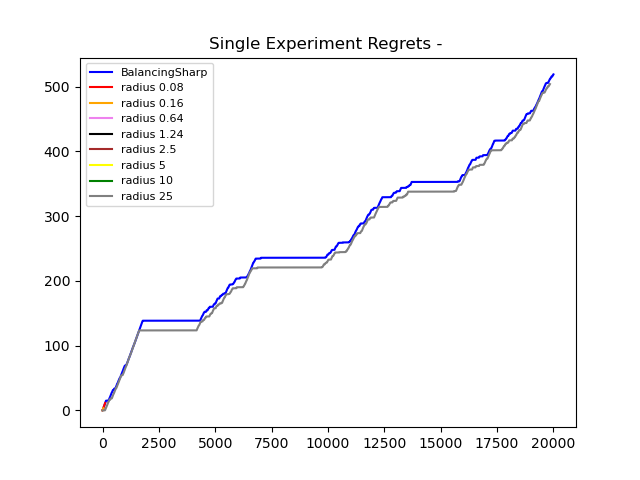 Single Experiment Regrets -
BalancingSharp
radius 0.08
radius 0.16
radius 0.64
radius 1.24
radius 2.5
radius 5
radius 10
radius 25
500
400
300
200
100
0
0 2500 5000 7500 10000 12500 15000 17500 20000